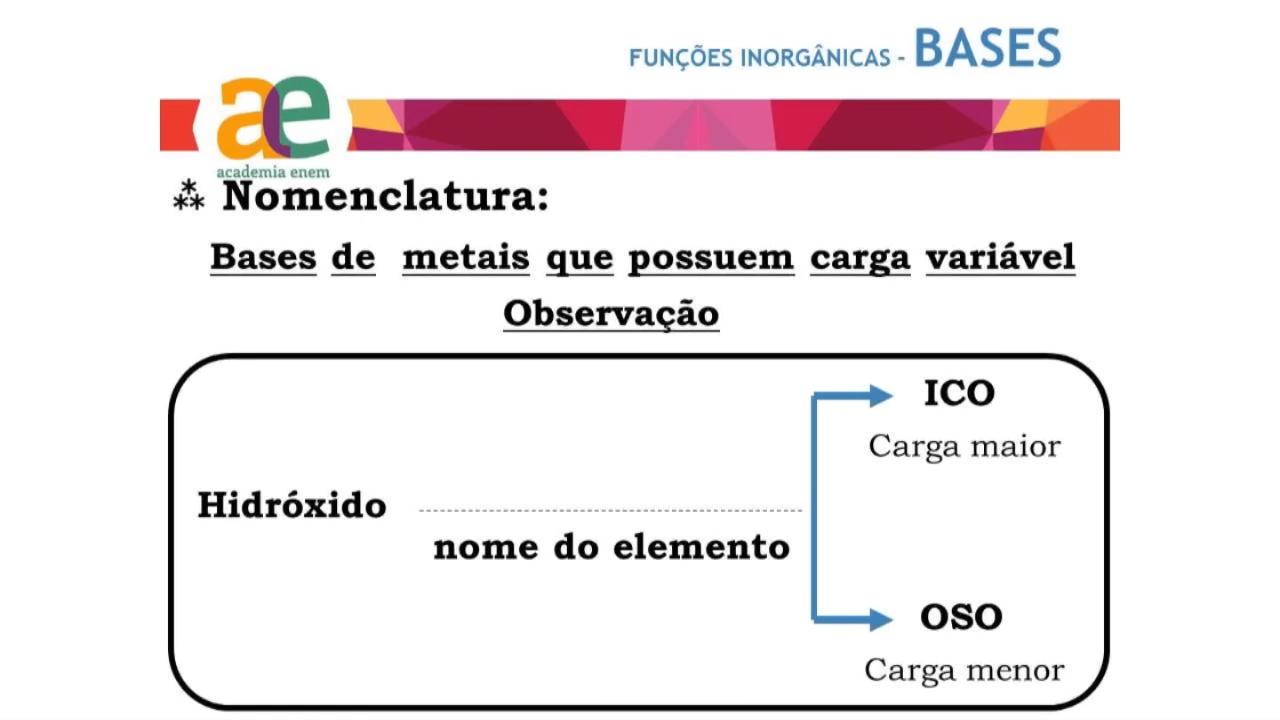 FUNÇÕES INORGÂNICAS - BASES
ae
academia enem
⁂ Nomenclatura:
Bases de metais que possuem carga variável
Observação
ICO
Carga maior
Hidróxido
nome do elemento
OSO
Carga menor